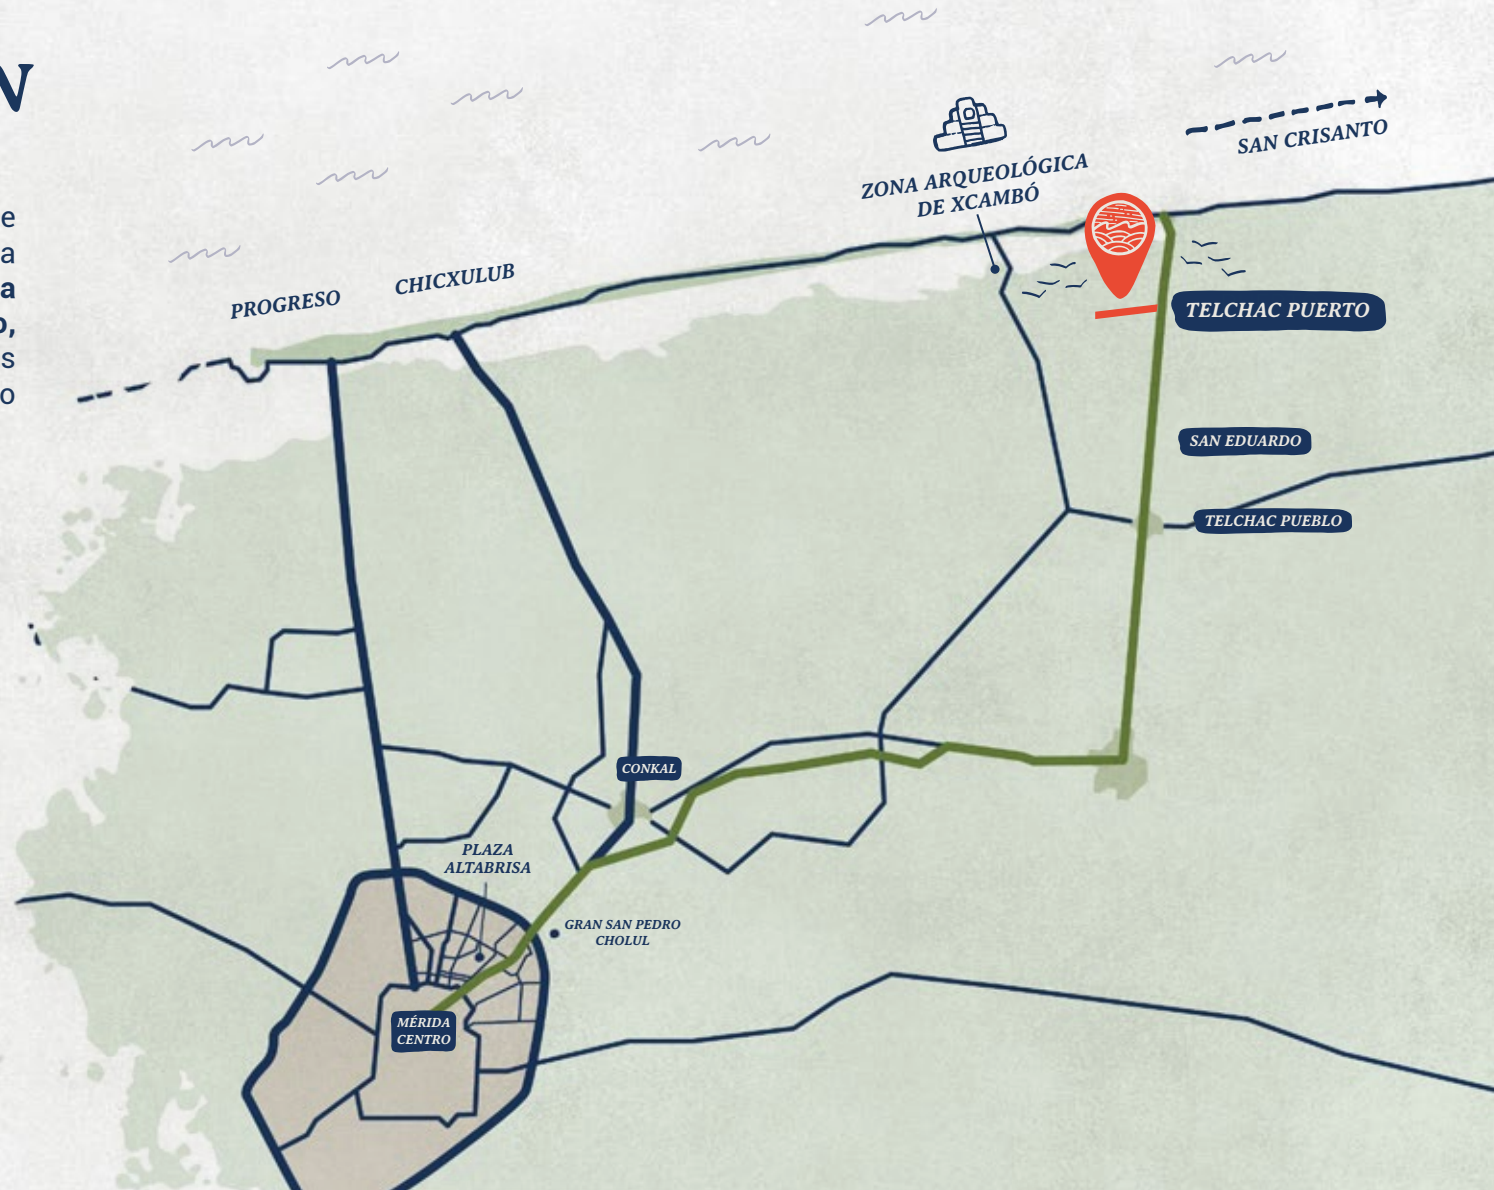 N
e
a
a
o,
s
o
SAN CRISANTO
ZONA ARQUEOLÓGICA
DE XCAMBÓ
CHICXULUB
PROGRESO
TELCHAC PUERTO
SAN EDUARDO
TELCHAC PUEBLO
CONKAL
PLAZA
ALTABRISA
GRAN SAN PEDRO
CHOLUL
MÉRIDA
CENTRO